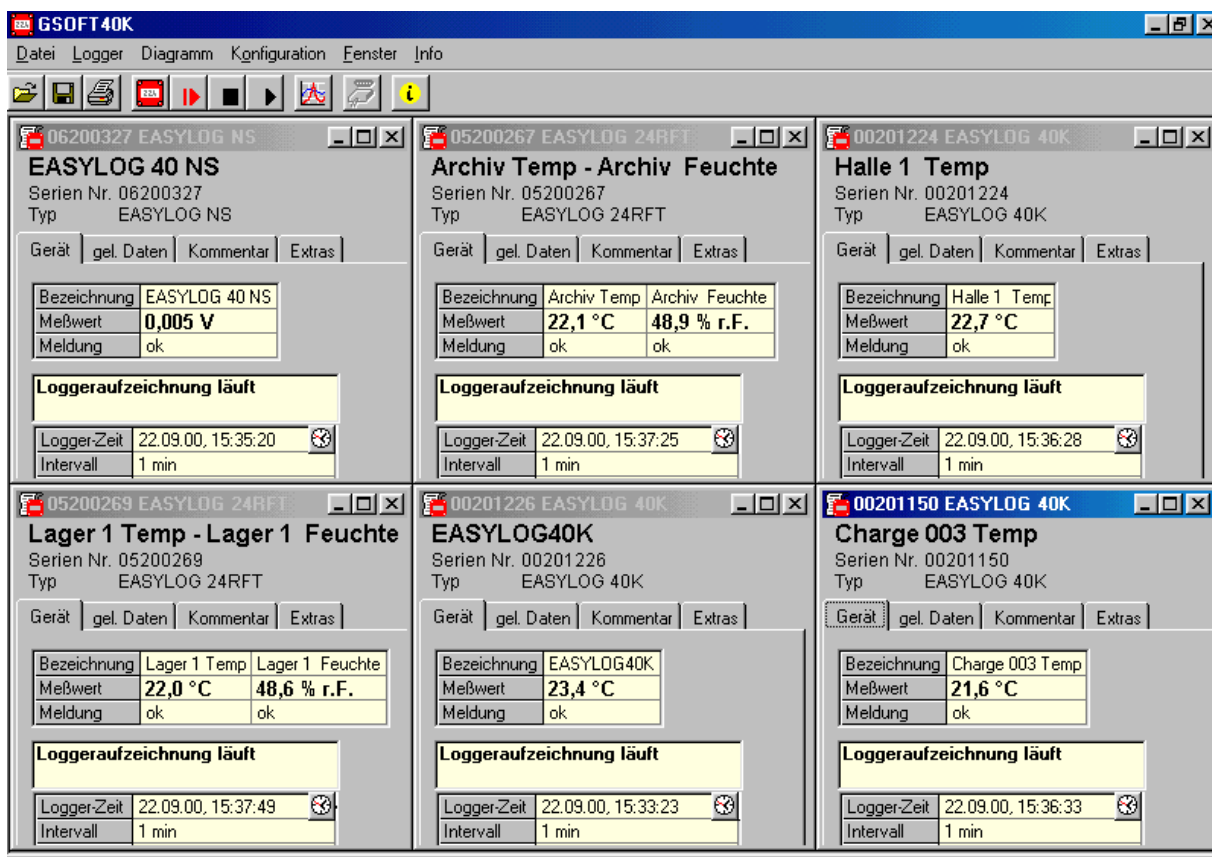 GSOFT40K
Datei Logger Diagramm Konfiguration Fenster Info
06200327 EASYLOG NS
EASYLOG 40 NS
Serien Nr. 06200327
Typ EASYLOG NS
Gerät gel. Daten Kommentar Extras
Bezeichnung EASYLOG 40 NS
Meßwert 0,005 V
Meldung ok
Loggeraufzeichnung läuft
Logger-Zeit 22.09.00, 15:35:20
Intervall 1 min
05200267 EASYLOG 24RFT
Archiv Temp - Archiv Feuchte
Serien Nr. 05200267
Typ EASYLOG 24RFT
Gerät gel. Daten Kommentar Extras
Bezeichnung Archiv Temp Archiv Feuchte
Meßwert 22,1 °C 48,9 % r.F.
Meldung ok ok
Loggeraufzeichnung läuft
Logger-Zeit 22.09.00, 15:37:25
Intervall 1 min
00201224 EASYLOG 40K
Halle 1 Temp
Serien Nr. 00201224
Typ EASYLOG 40K
Gerät gel. Daten Kommentar Extras
Bezeichnung Halle 1 Temp
Meßwert 22,7 °C
Meldung ok
Loggeraufzeichnung läuft
Logger-Zeit 22.09.00, 15:36:28
Intervall 1 min
05200269 EASYLOG 24RFT
Lager 1 Temp - Lager 1 Feuchte
Serien Nr. 05200269
Typ EASYLOG 24RFT
Gerät gel. Daten Kommentar Extras
Bezeichnung Lager 1 Temp Lager 1 Feuchte
Meßwert 22,0 °C 48,6 % r.F.
Meldung ok ok
Loggeraufzeichnung läuft
Logger-Zeit 22.09.00, 15:37:49
Intervall 1 min
00201226 EASYLOG 40K
EASYLOG40K
Serien Nr. 00201226
Typ EASYLOG 40K
Gerät gel. Daten Kommentar Extras
Bezeichnung EASYLOG40K
Meßwert 23,4 °C
Meldung ok
Loggeraufzeichnung läuft
Logger-Zeit 22.09.00, 15:33:23
Intervall 1 min
00201150 EASYLOG 40K
Charge 003 Temp
Serien Nr. 00201150
Typ EASYLOG 40K
Gerät gel. Daten Kommentar Extras
Bezeichnung Charge 003 Temp
Meßwert 21,6 °C
Meldung ok
Loggeraufzeichnung läuft
Logger-Zeit 22.09.00, 15:36:33
Intervall 1 min